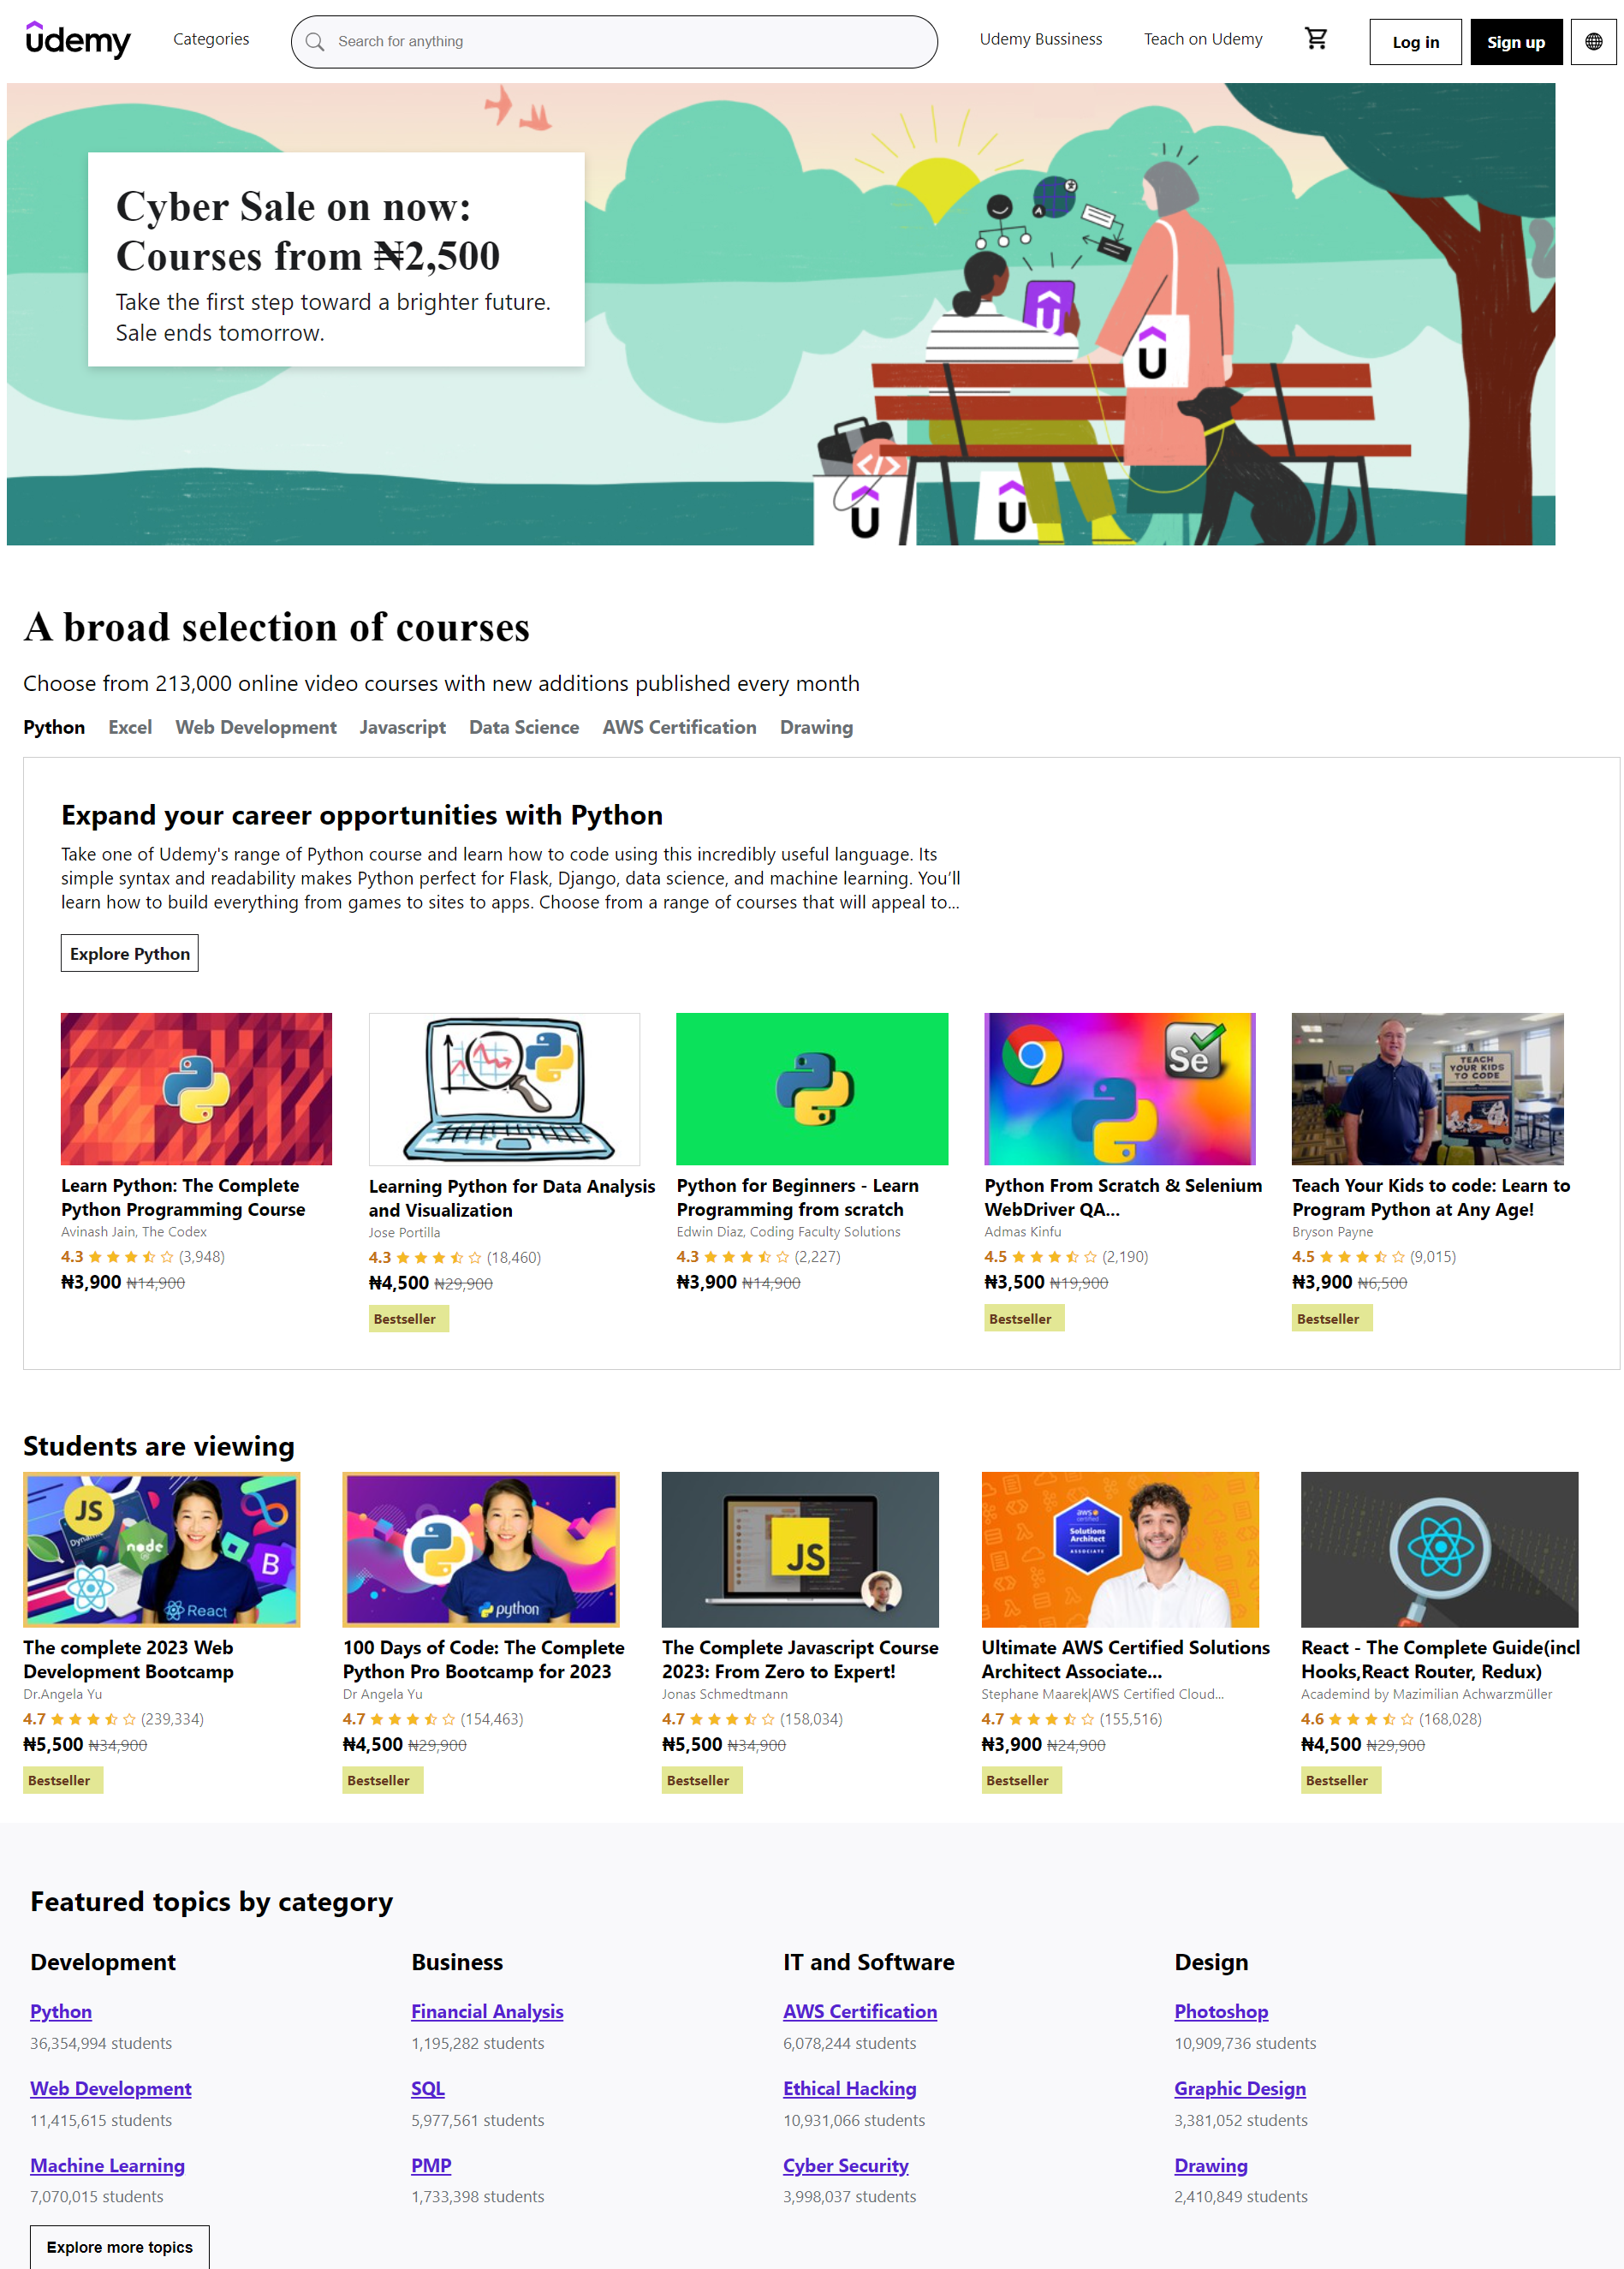 udemy
Categories
Search for anything
Udemy Bussiness
Teach on Udemy
Log in
Sign up
Cyber Sale on now:
Courses from ₦2,500
Take the first step toward a brighter future.
Sale ends tomorrow.
A broad selection of courses
Choose from 213,000 online video courses with new additions published every month
Python Excel Web Development Javascript Data Science AWS Certification Drawing
Expand your career opportunities with Python
Take one of Udemy's range of Python course and learn how to code using this incredibly useful language. Its
simple syntax and readability makes Python perfect for Flask, Django, data science, and machine learning. You'll
learn how to build everything from games to sites to apps. Choose from a range of courses that will appeal to...
Explore Python
Learn Python: The Complete
Python Programming Course
Avinash Jain, The Codex
4.3 (3,948)
₦3,900 ₦14,900
Learning Python for Data Analysis
and Visualization
Jose Portilla
4.3 (18,460)
₦4,500 ₦29,900
Bestseller
Python for Beginners - Learn
Programming from scratch
Edwin Diaz, Coding Faculty Solutions
4.3 (2,227)
₦3,900 ₦14,900
Se
Python From Scratch & Selenium
WebDriver QA...
Admas Kinfu
4.5 (2,190)
₦3,500 ₦19,900
Bestseller
TEACH
YOUR KIDS
TO CODE
Teach Your Kids to code: Learn to
Program Python at Any Age!
Bryson Payne
4.5 (9,015)
₦3,900 ₦6,500
Bestseller
Students are viewing
JS
node
B
React
The complete 2023 Web
Development Bootcamp
Dr.Angela Yu
4.7 (239,334)
₦5,500 ₦34,900
Bestseller
python
100 Days of Code: The Complete
Python Pro Bootcamp for 2023
Dr Angela Yu
4.7 (154,463)
₦4,500 ₦29,900
Bestseller
JS
The Complete Javascript Course
2023: From Zero to Expert!
Jonas Schmedtmann
4.7 (158,034)
₦5,500 ₦34,900
Bestseller
aws
certified
Solutions
Architect
ASSOCIATE
Ultimate AWS Certified Solutions
Architect Associate...
Stephane Maarek|AWS Certified Cloud...
4.7 (155,516)
₦3,900 ₦24,900
Bestseller
React - The Complete Guide(incl
Hooks,React Router, Redux)
Academind by Mazimilian Achwarzmüller
4.6 (168,028)
₦4,500 ₦29,900
Bestseller
Featured topics by category
Development
Python
36,354,994 students
Web Development
11,415,615 students
Machine Learning
7,070,015 students
Business
Financial Analysis
1,195,282 students
SQL
5,977,561 students
PMP
1,733,398 students
IT and Software
AWS Certification
6,078,244 students
Ethical Hacking
10,931,066 students
Cyber Security
3,998,037 students
Design
Photoshop
10,909,736 students
Graphic Design
3,381,052 students
Drawing
2,410,849 students
Explore more topics